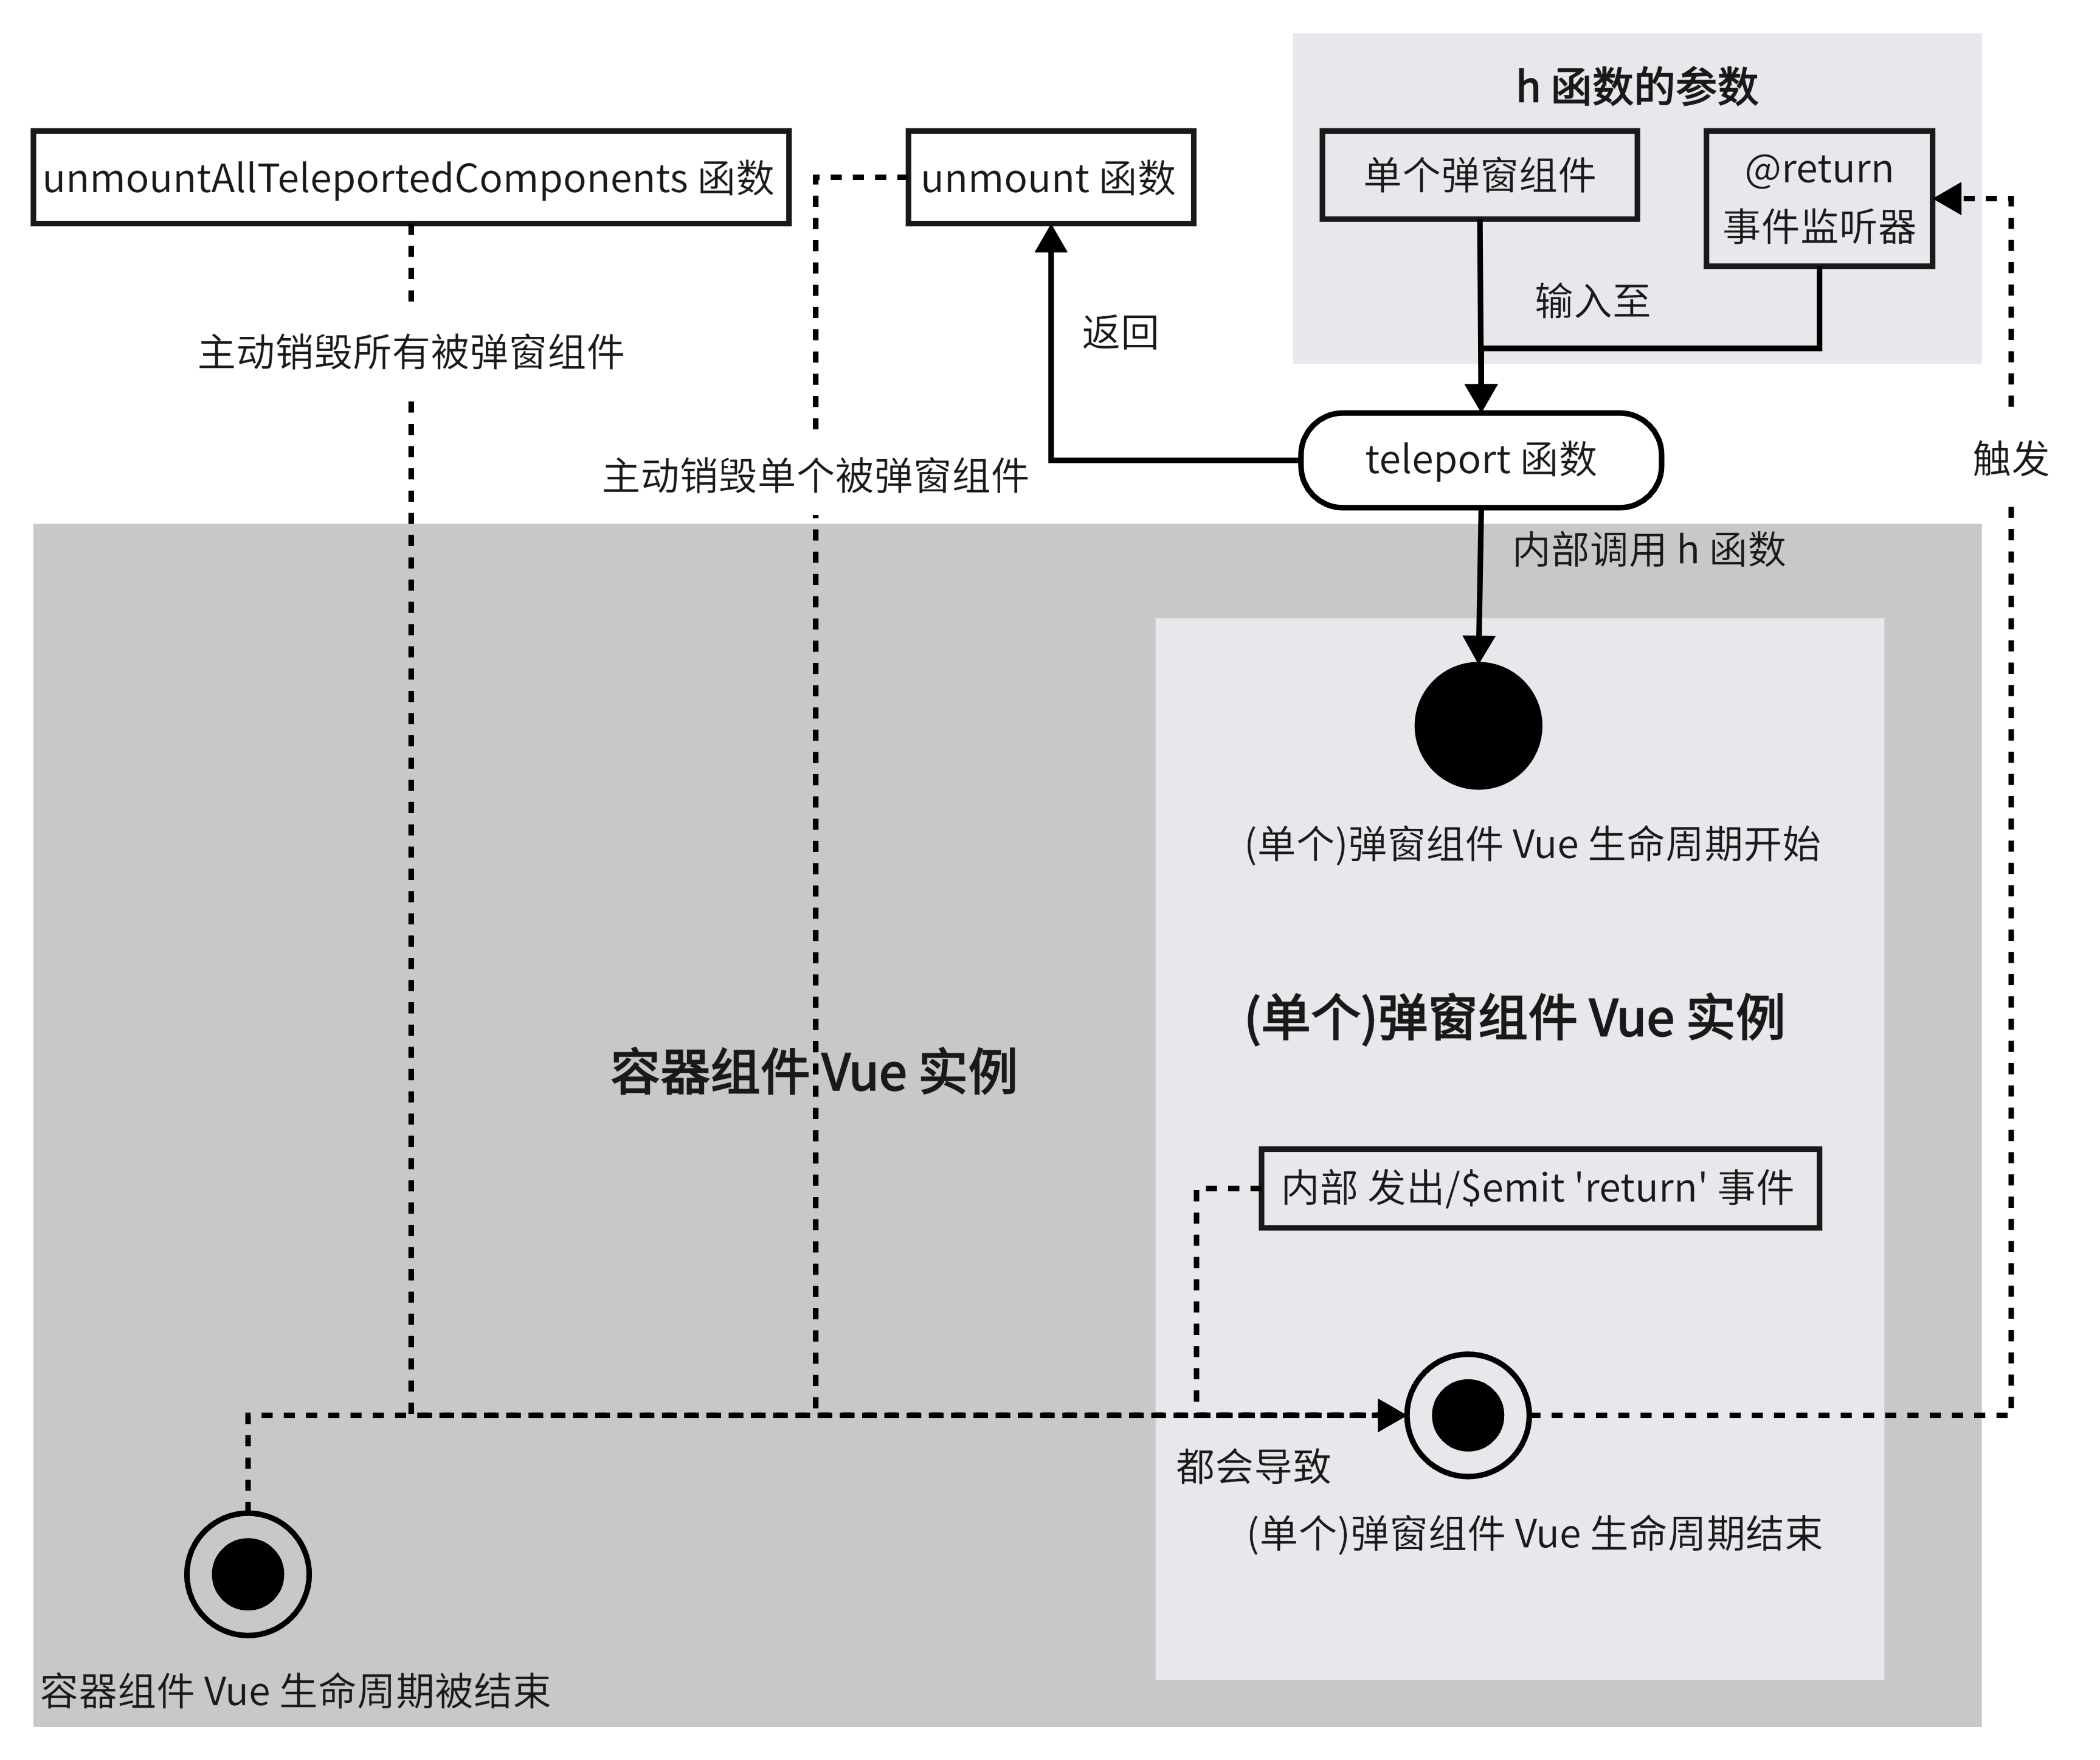 h 函数的参数
unmountAllTeleportedComponents 函数
unmount 函数
单个弹窗组件
@return
事件监听器
输入至
返回
主动销毁所有被弹窗组件
teleport 函数
触发
主动销毁单个被弹窗组件
内部调用 h 函数
(单个)弹窗组件 Vue 生命周期开始
(单个)弹窗组件 Vue 实例
容器组件 Vue 实例
内部 发出/$emit 'return' 事件
都会导致
(单个)弹窗组件 Vue 生命周期结束
容器组件 Vue 生命周期被结束